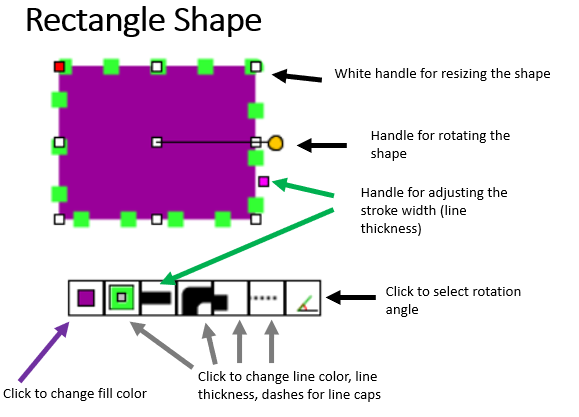 Rectangle Shape
White handle for resizing the shape
Handle for rotating the
shape
Handle for adjusting the
stroke width (line
thickness)
Click to select rotation
angle
Click to change fill color
Click to change line color, line
thickness, dashes for line caps